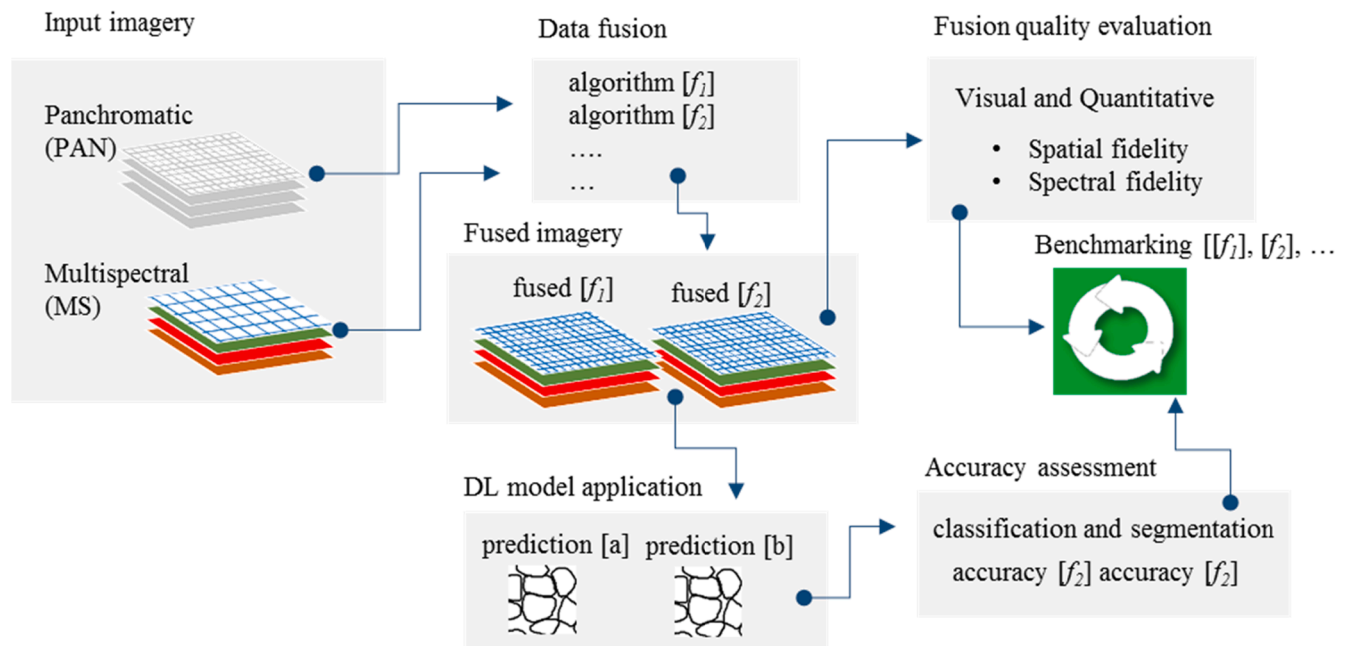 Input imagery
Panchromatic
(PAN)
Multispectral
(MS)
Data fusion
algorithm [f1]
algorithm [f2]
....
...
Fused imagery
fused [f1]
fused [f2]
DL model application
prediction [a]
prediction [b]
Fusion quality evaluation
Visual and Quantitative
• Spatial fidelity
• Spectral fidelity
Benchmarking [[f1], [f2], …
Accuracy assessment
classification and segmentation
accuracy [f2] accuracy [f2]